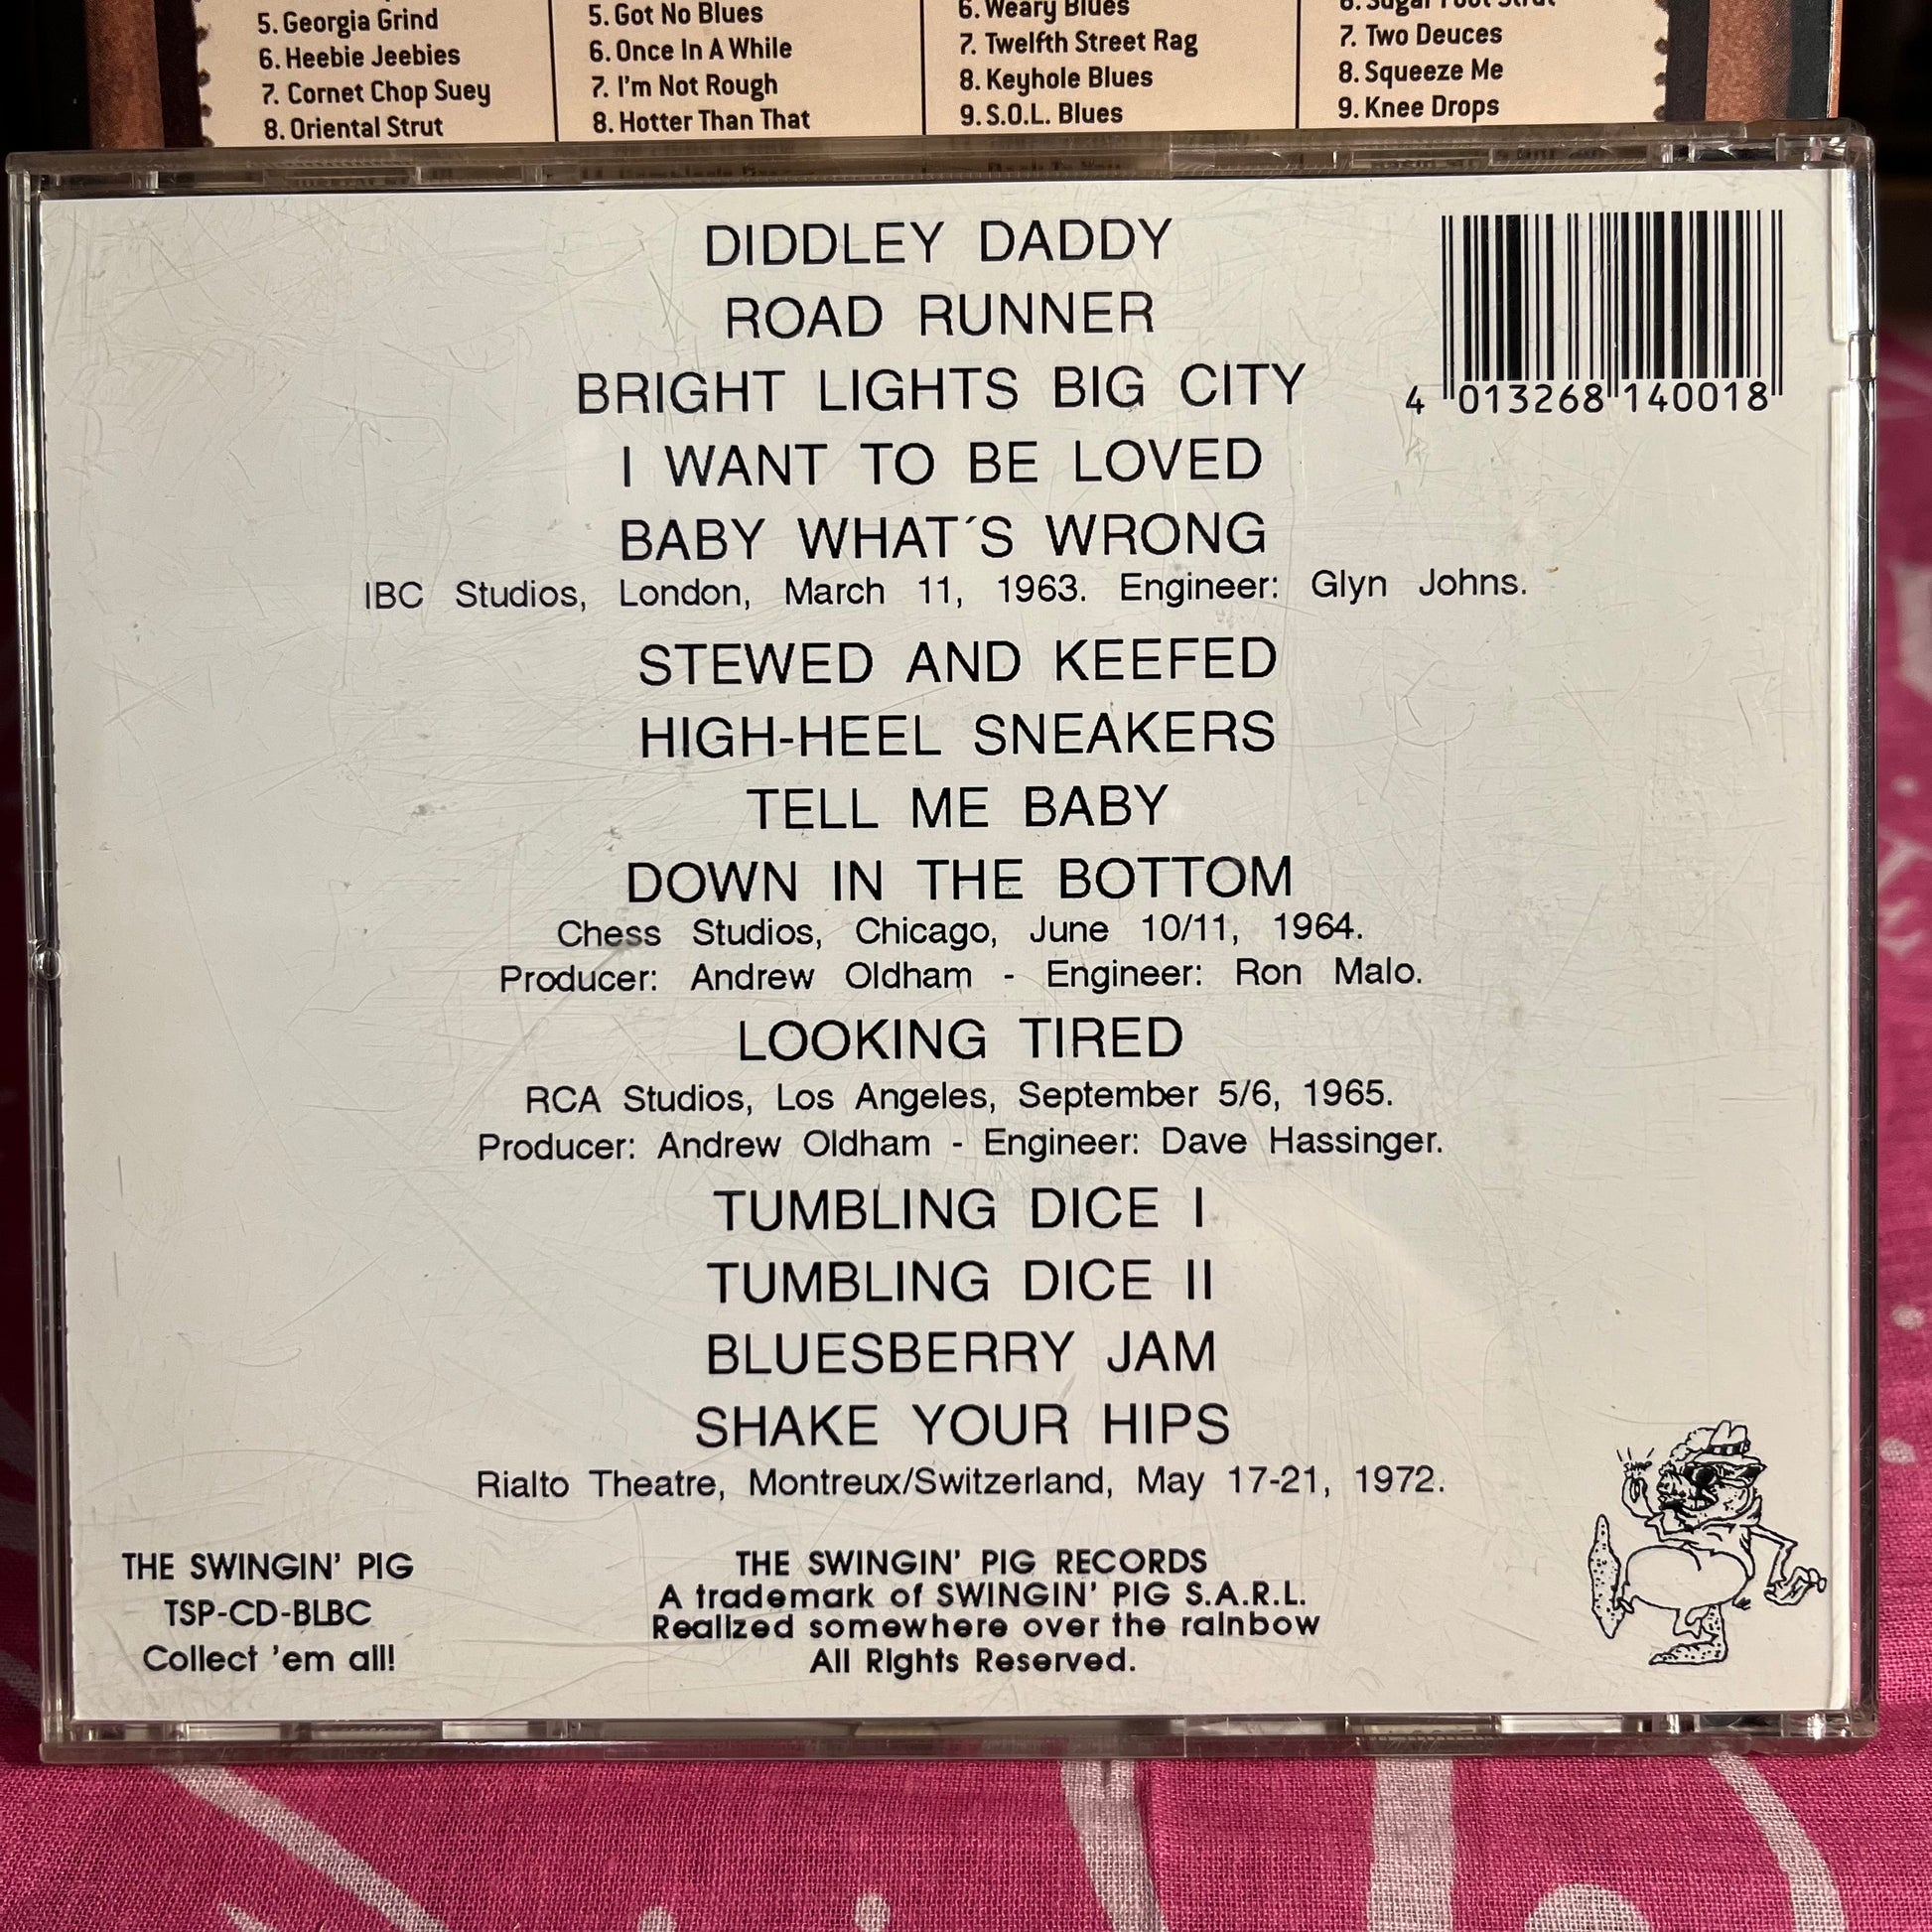 5. Georgia Grind
6. Heebie Jeebies
7. Cornet Chop Suey
8. Oriental Strut
5. Got No Blues
6. Once In A While
7. I'm Not Rough
8. Hotter Than That
6. Weary Blues
7. Twelfth Street Rag
8. Keyhole Blues
9. S.O.L. Blues
6. Sugar Foot Strut
7. Two Deuces
8. Squeeze Me
9. Knee Drops
DIDDLEY DADDY
ROAD RUNNER
BRIGHT LIGHTS BIG CITY
4 013268 140018
I WANT TO BE LOVED
BABY WHAT´S WRONG
IBC Studios, London, March 11, 1963. Engineer: Glyn Johns.
STEWED AND KEEFED
HIGH-HEEL SNEAKERS
TELL ME BABY
DOWN IN THE BOTTOM
Chess Studios, Chicago, June 10/11, 1964.
Producer: Andrew Oldham - Engineer: Ron Malo.
LOOKING TIRED
RCA Studios, Los Angeles, September 5/6, 1965.
Producer: Andrew Oldham - Engineer: Dave Hassinger.
TUMBLING DICE I
TUMBLING DICE II
BLUESBERRY JAM
SHAKE YOUR HIPS
Rialto Theatre, Montreux/Switzerland, May 17-21, 1972.
THE SWINGIN' PIG
TSP-CD-BLBC
Collect 'em all!
THE SWINGIN' PIG RECORDS
A trademark of SWINGIN' PIG S.A.R.L.
Realized somewhere over the rainbow
All Rights Reserved.